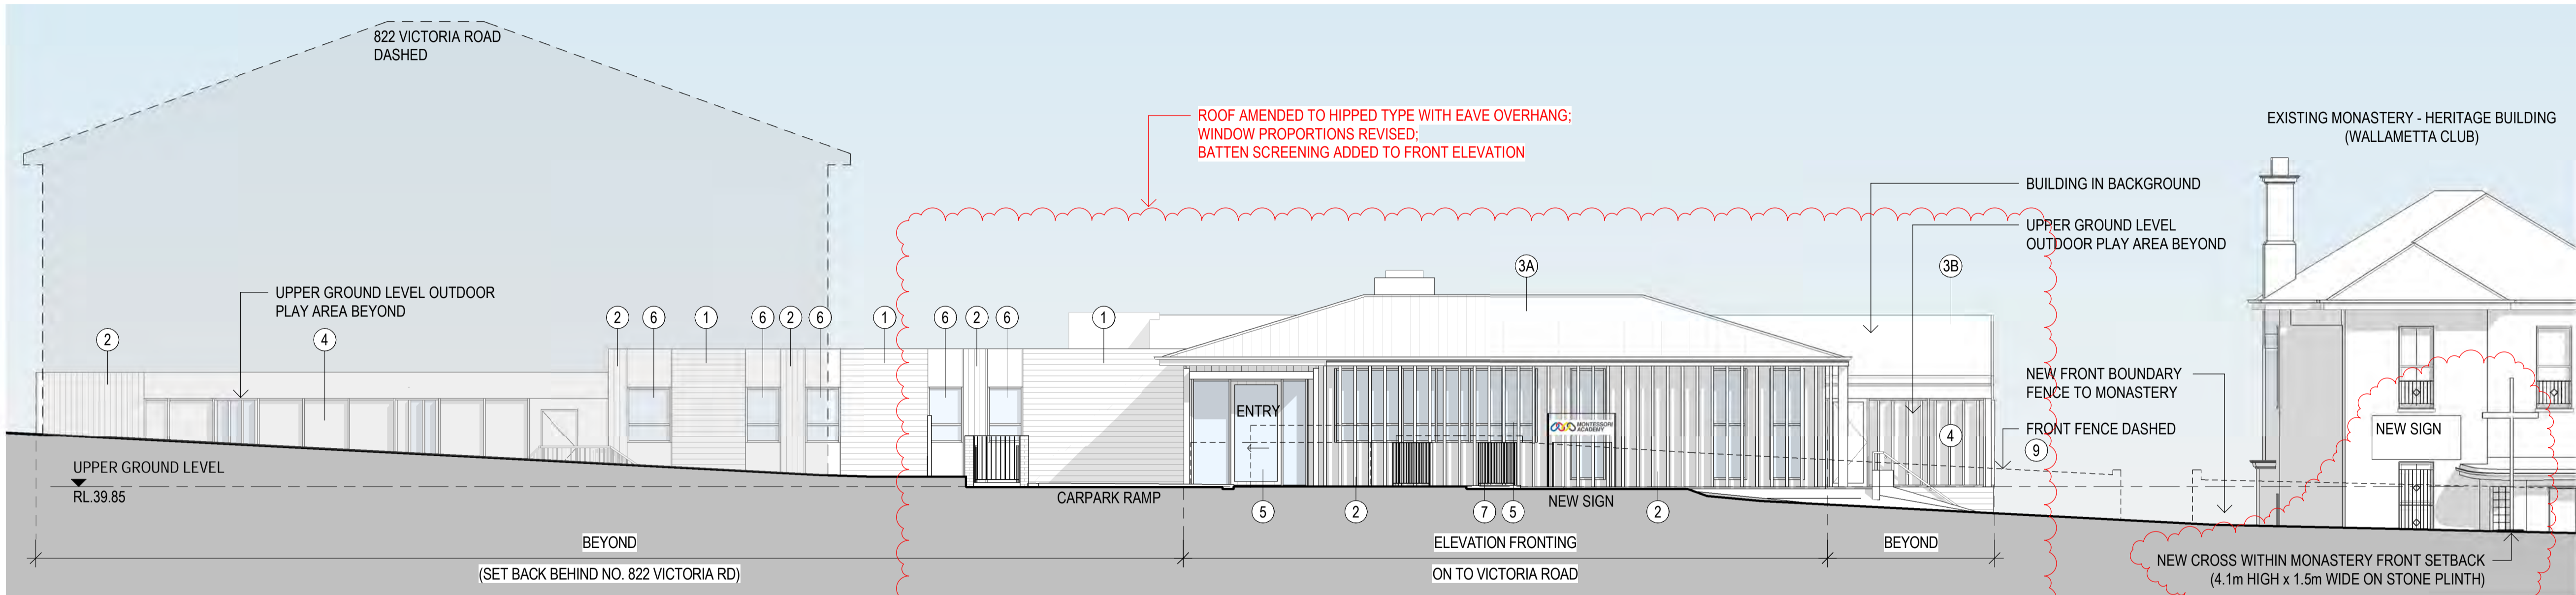 822 VICTORIA ROAD
DASHED
ROOF AMENDED TO HIPPED TYPE WITH EAVE OVERHANG;
WINDOW PROPORTIONS REVISED;
BATTEN SCREENING ADDED TO FRONT ELEVATION
EXISTING MONASTERY - HERITAGE BUILDING
(WALLAMETTA CLUB)
BUILDING IN BACKGROUND
UPPER GROUND LEVEL
OUTDOOR PLAY AREA BEYOND
3A
3B
UPPER GROUND LEVEL OUTDOOR
PLAY AREA BEYOND
2
4
2
6
1
6
2
6
1
6
2
6
1
NEW FRONT BOUNDARY
FENCE TO MONASTERY
ENTRY
MONTESSORI
ACADEMY
FRONT FENCE DASHED
4
9
NEW SIGN
UPPER GROUND LEVEL
RL.39.85
CARPARK RAMP
NEW SIGN
5
2
7
5
2
BEYOND
(SET BACK BEHIND NO. 822 VICTORIA RD)
ELEVATION FRONTING
ON TO VICTORIA ROAD
BEYOND
NEW CROSS WITHIN MONASTERY FRONT SETBACK
(4.1m HIGH x 1.5m WIDE ON STONE PLINTH)